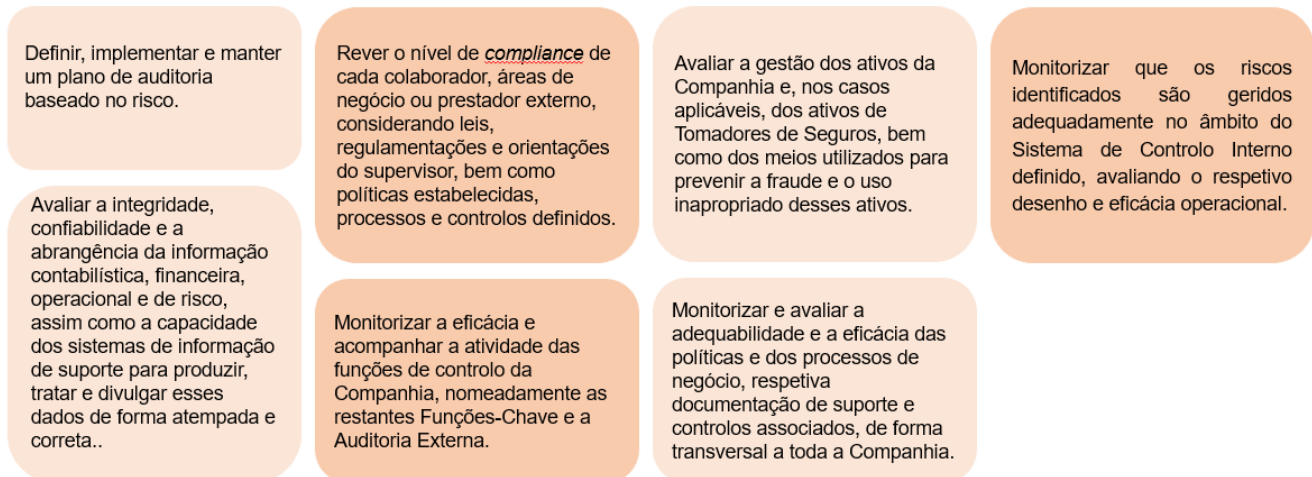 Definir, implementar e manter
um plano de auditoria
baseado no risco.
Avaliar a integridade,
confiabilidade e a
abrangência da informação
contabilística, financeira,
operacional e de risco,
assim como a capacidade
dos sistemas de informação
de suporte para produzir,
tratar e divulgar esses
dados de forma atempada e
correta..
Rever o nível de compliance de
cada colaborador, áreas de
negócio ou prestador externo,
considerando leis,
regulamentações e orientações
do supervisor, bem como
políticas estabelecidas,
processos e controlos definidos.
Monitorizar a eficácia e
acompanhar a atividade das
funções de controlo da
Companhia, nomeadamente as
restantes Funções-Chave e a
Auditoria Externa.
Avaliar a gestão dos ativos da
Companhia e, nos casos
aplicáveis, dos ativos de
Tomadores de Seguros, bem
como dos meios utilizados para
prevenir a fraude e o uso
inapropriado desses ativos.
Monitorizar e avaliar a
adequabilidade e a eficácia das
políticas e dos processos de
negócio, respetiva
documentação de suporte e
controlos associados, de forma
transversal a toda a Companhia.
Monitorizar que os riscos
identificados são geridos
adequadamente no âmbito do
Sistema de Controlo Interno
definido, avaliando o respetivo
desenho e eficácia operacional.